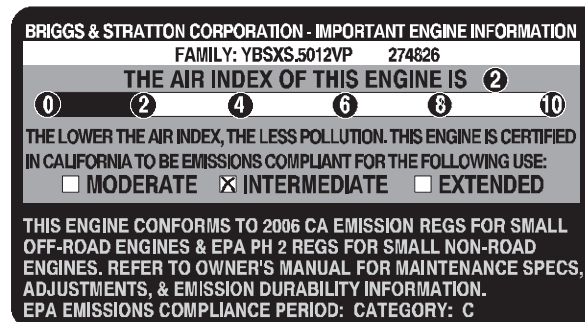 BRIGGS & STRATTON CORPORATION - IMPORTANT ENGINE INFORMATION
FAMILY: YBSXS.5012VP 274826
THE AIR INDEX OF THIS ENGINE IS 2
0 2 4 6 8 10
THE LOWER THE AIR INDEX, THE LESS POLLUTION. THIS ENGINE IS CERTIFIED
IN CALIFORNIA TO BE EMISSIONS COMPLIANT FOR THE FOLLOWING USE:
☐ MODERATE ☒ INTERMEDIATE ☐ EXTENDED
THIS ENGINE CONFORMS TO 2006 CA EMISSION REGS FOR SMALL
OFF-ROAD ENGINES & EPA PH 2 REGS FOR SMALL NON-ROAD
ENGINES. REFER TO OWNER'S MANUAL FOR MAINTENANCE SPECS,
ADJUSTMENTS, & EMISSION DURABILITY INFORMATION.
EPA EMISSIONS COMPLIANCE PERIOD: CATEGORY: C